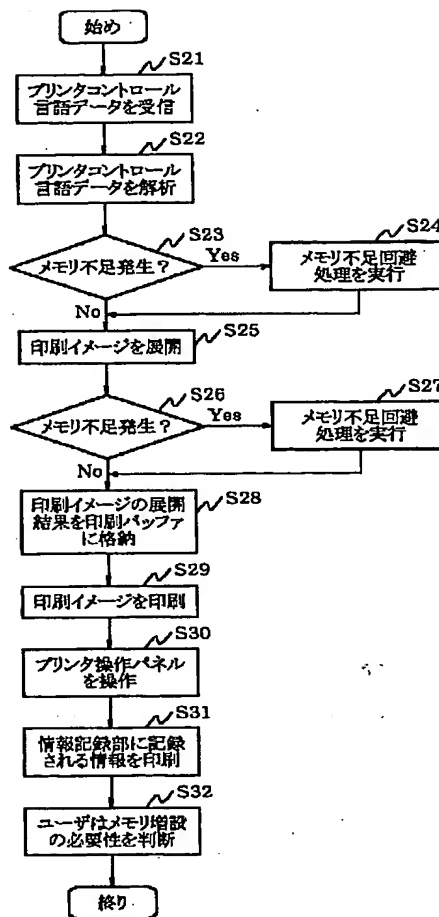 始め
S21
プリンタコントロール
言語データを受信
S22
プリンタコントロール
言語データを解析
S23
メモリ不足発生?
Yes
S24
メモリ不足回避
処理を実行
No
S25
印刷イメージを展開
S26
メモリ不足発生?
Yes
S27
メモリ不足回避
処理を実行
No
S28
印刷イメージの展開
結果を印刷バッファ
に格納
S29
印刷イメージを印刷
S30
プリンタ操作パネル
を操作
S31
情報記録部に記録
される情報を印刷
S32
ユーザはメモリ増設
の必要性を判断
終り